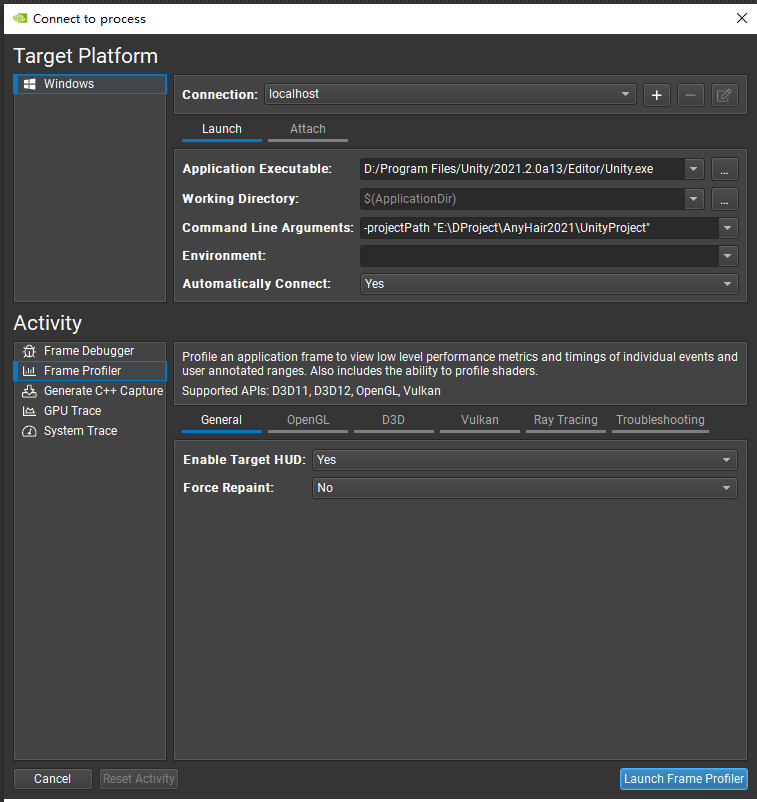 Connect to process
Target Platform
Windows
Connection: localhost
Launch Attach
Application Executable: D:/Program Files/Unity/2021.2.0a13/Editor/Unity.exe ...
Working Directory: $(ApplicationDir) ...
Command Line Arguments: -projectPath "E:\DProject\AnyHair2021\UnityProject"
Environment:
Automatically Connect: Yes
Activity
Frame Debugger
Frame Profiler
Generate C++ Capture
GPU Trace
System Trace
Profile an application frame to view low level performance metrics and timings of individual events and
user annotated ranges. Also includes the ability to profile shaders.
Supported APIs: D3D11, D3D12, OpenGL, Vulkan
General OpenGL D3D Vulkan Ray Tracing Troubleshooting
Enable Target HUD: Yes
Force Repaint: No
Cancel Reset Activity Launch Frame Profiler